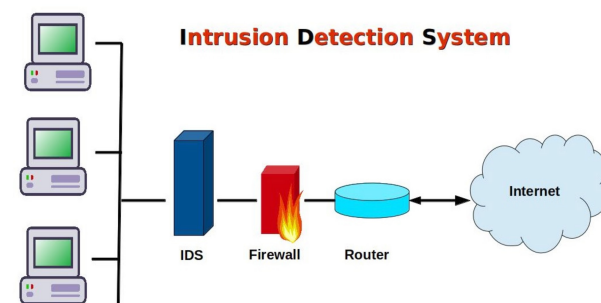 Intrusion Detection System
Internet
IDS
Firewall
Router